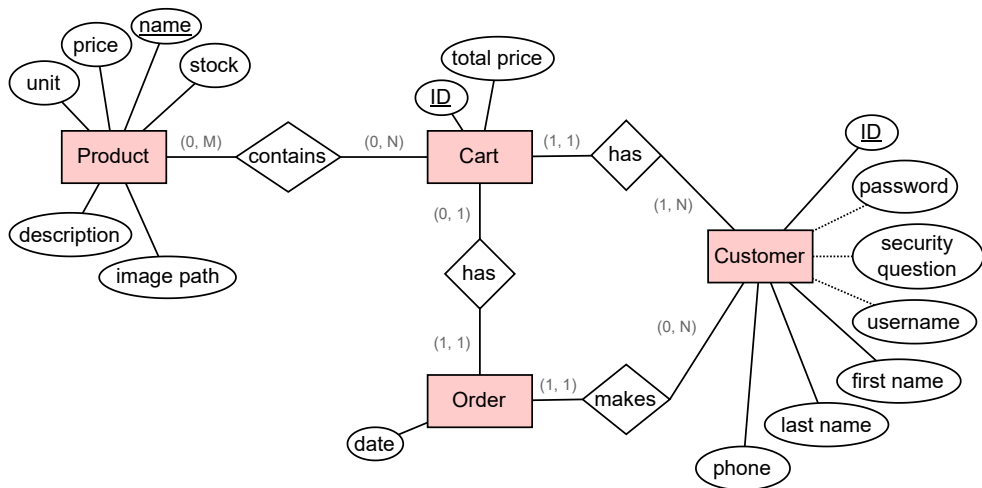 name
price
stock
unit
total price
ID
Product
(0, M)
contains
(0, N)
Cart
(1, 1)
has
ID
password
(0, 1)
(1, N)
description
image path
has
Customer
security
question
username
(1, 1)
(0, N)
first name
Order
(1, 1)
makes
last name
date
phone